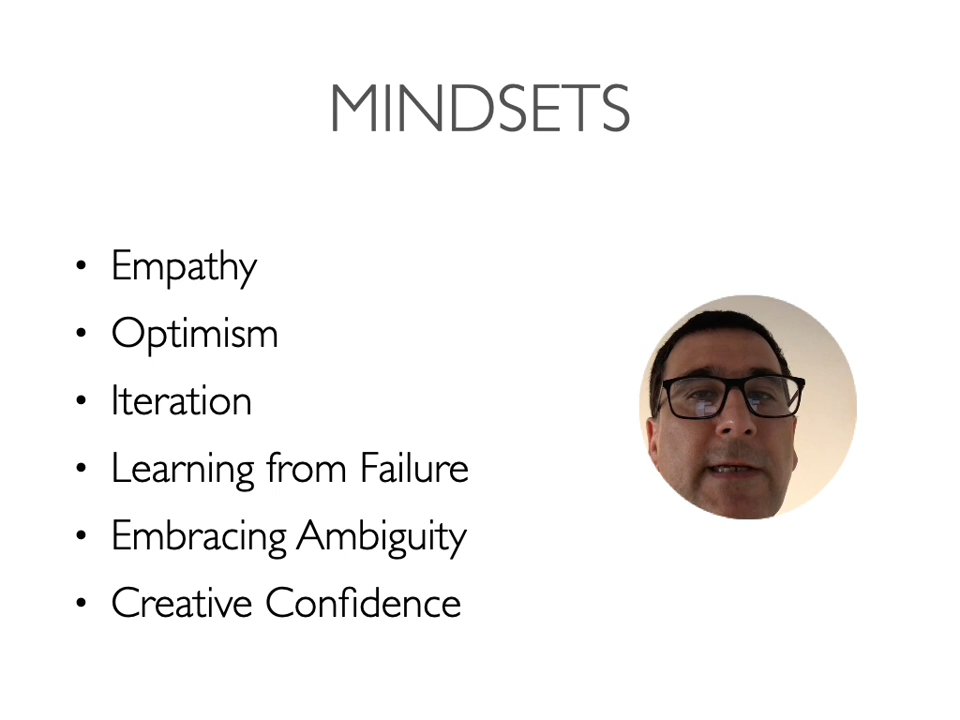 MINDSETS
• Empathy
• Optimism
• Iteration
• Learning from Failure
• Embracing Ambiguity
• Creative Confidence